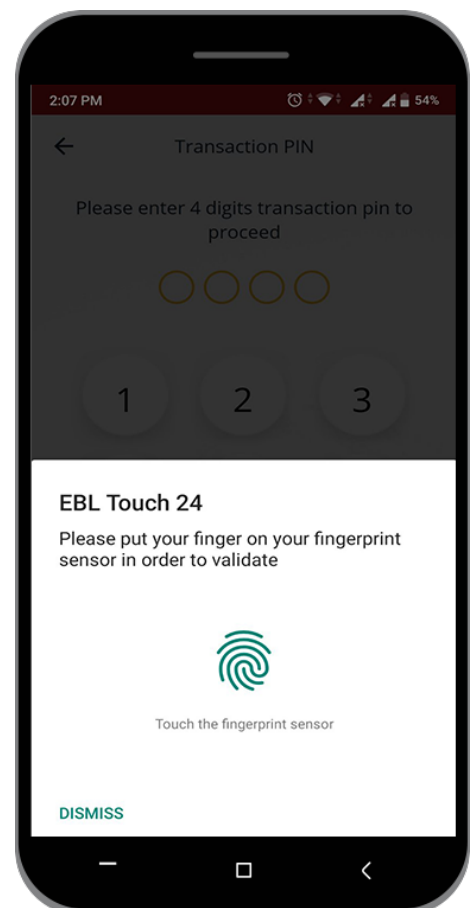 2:07 PM 54%
Transaction PIN
Please enter 4 digits transaction pin to
proceed
1 2 3
EBL Touch 24
Please put your finger on your fingerprint
sensor in order to validate
Touch the fingerprint sensor
DISMISS